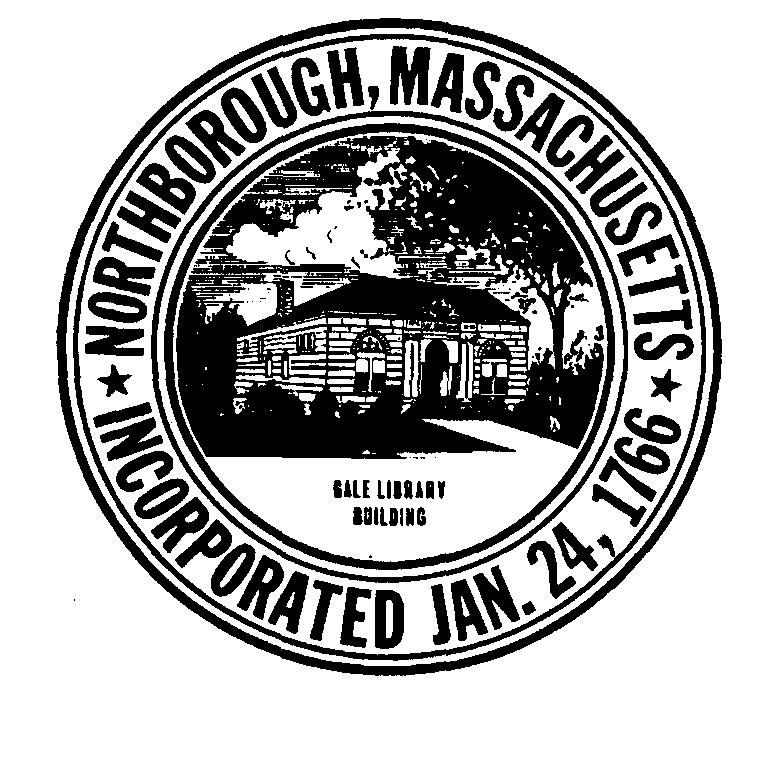 NORTHBOROUGH, MASSACHUSETTS
INCORPORATED JAN. 24, 1766
GALE LIBRARY
BUILDING